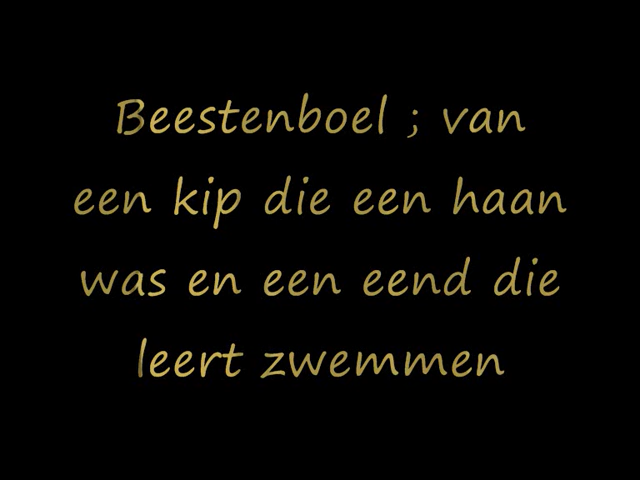 Beestenboel ; van
een kip die een haan
was en een eend die
leert zwemmen